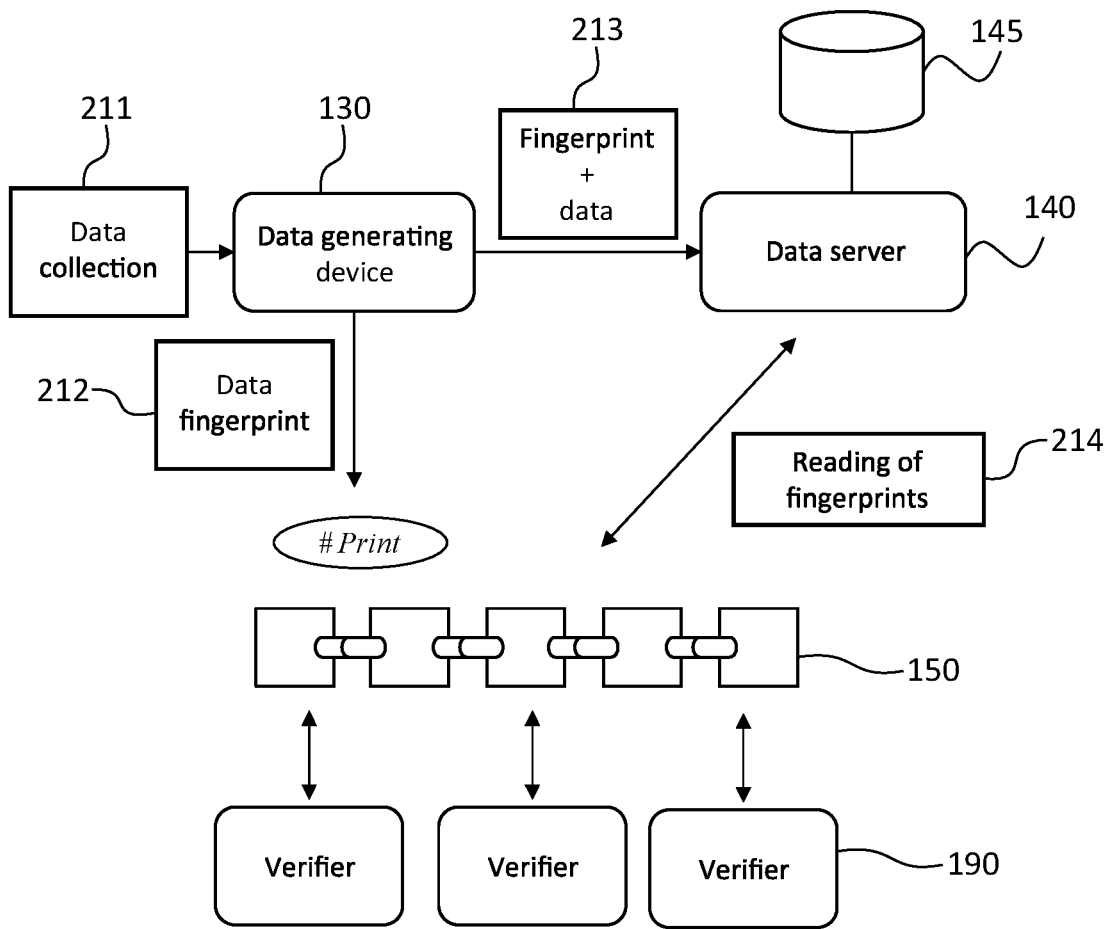 213
145
211
130
Fingerprint
+
data
140
Data
collection
Data generating
device
Data server
212
Data
fingerprint
214
Reading of
fingerprints
#Print
150
Verifier
Verifier
Verifier
190